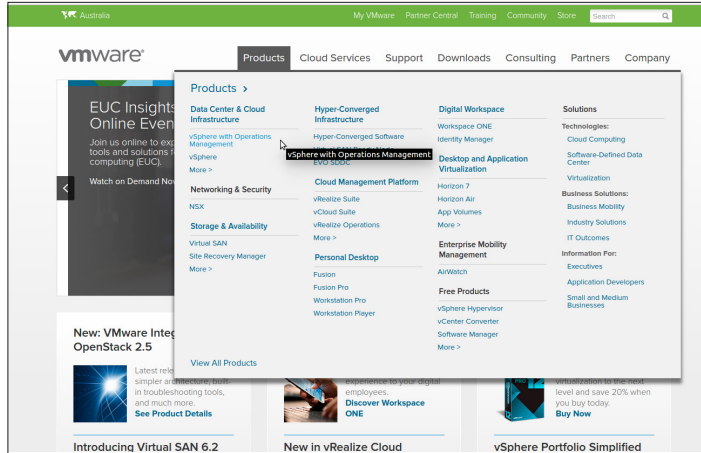 Australia
My VMware Partner Central Training Community Store Search
vmware
Products Cloud Services Support Downloads Consulting Partners Company
EUC Insights
Online Even
Join us online to exp
tools and solutions f
computing (EUC).
Watch on Demand Now
Products >
Data Center & Cloud
Infrastructure
vSphere with Operations
Management
vSphere
More >
Networking & Security
NSX
Storage & Availability
Virtual SAN
Site Recovery Manager
More >
Hyper-Converged
Infrastructure
Hyper-Converged Software
vSphere with Operations Management
EVO SDDC
Cloud Management Platform
vRealize Suite
vCloud Suite
vRealize Operations
More >
Personal Desktop
Fusion
Fusion Pro
Workstation Pro
Workstation Player
Digital Workspace
Workspace ONE
Identity Manager
Desktop and Application
Virtualization
Horizon 7
Horizon Air
App Volumes
More >
Enterprise Mobility
Management
AirWatch
Free Products
vSphere Hypervisor
vCenter Converter
Software Manager
More >
Solutions
Technologies:
Cloud Computing
Software-Defined Data
Center
Virtualization
Business Solutions:
Business Mobility
Industry Solutions
IT Outcomes
Information For:
Executives
Application Developers
Small and Medium
Businesses
View All Products
New: VMware Integ
OpenStack 2.5
Latest rele
simpler architecture, built-
in troubleshooting tools,
and much more.
See Product Details
experience to your digital
employees.
Discover Workspace
ONE
PRO
virtualization to the next
level and save 20% when
you buy today.
Buy Now
Introducing Virtual SAN 6.2
New in vRealize Cloud
vSphere Portfolio Simplified